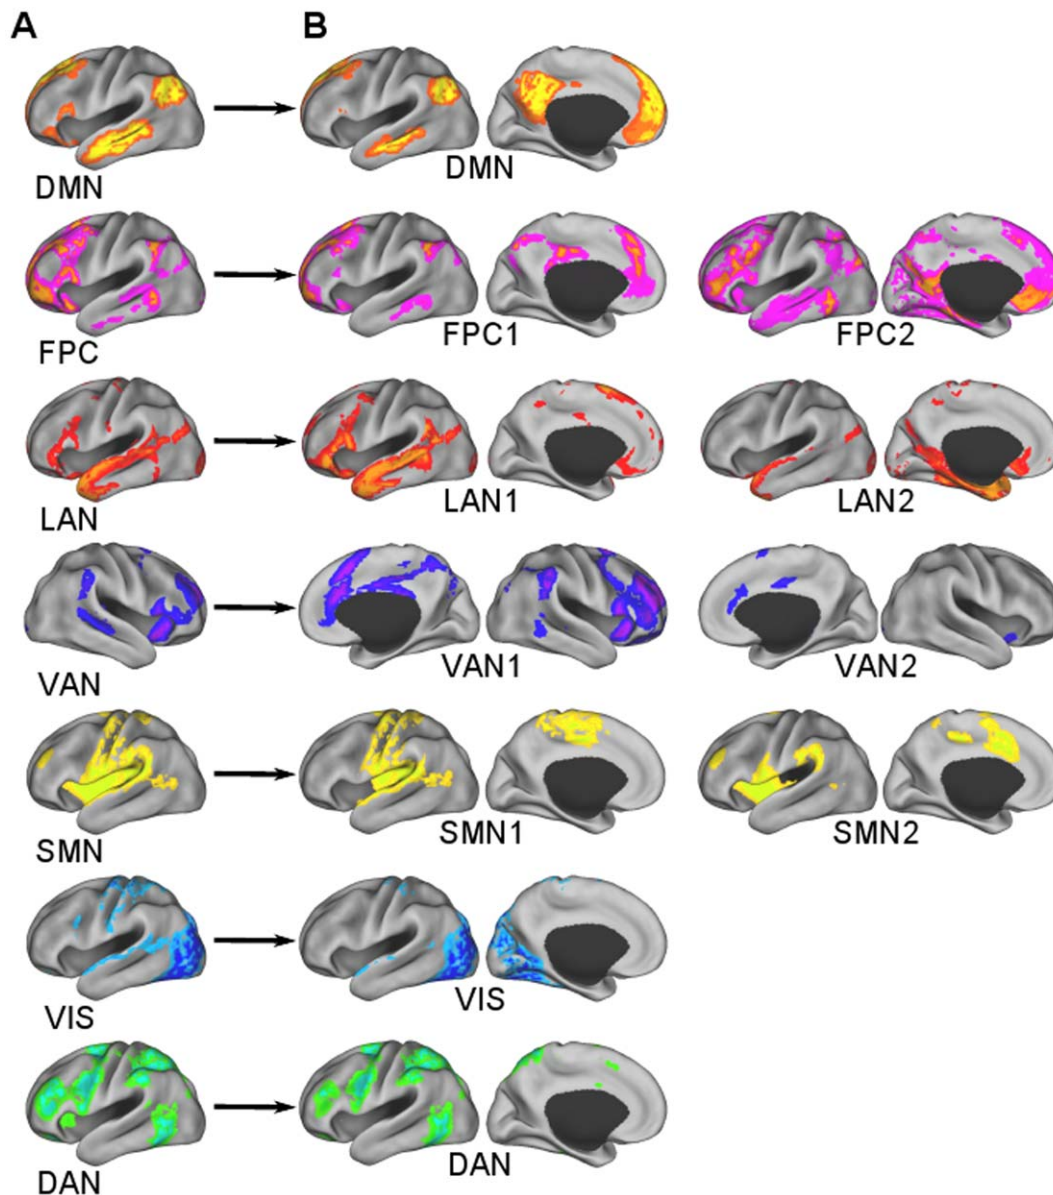 A B
DMN DMN
FPC FPC1 FPC2
LAN LAN1 LAN2
VAN VAN1 VAN2
SMN SMN1 SMN2
VIS VIS
DAN DAN